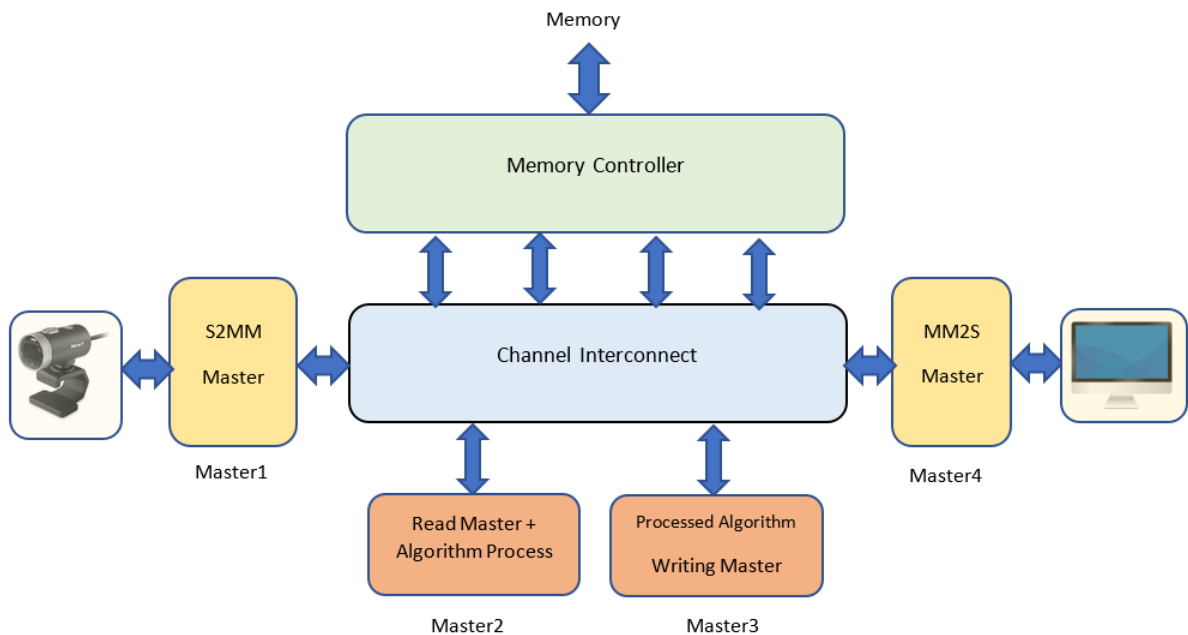 Memory
Memory Controller
S2MM
Master
Channel Interconnect
MM2S
Master
Master1
Master4
Read Master +
Algorithm Process
Processed Algorithm
Writing Master
Master2
Master3